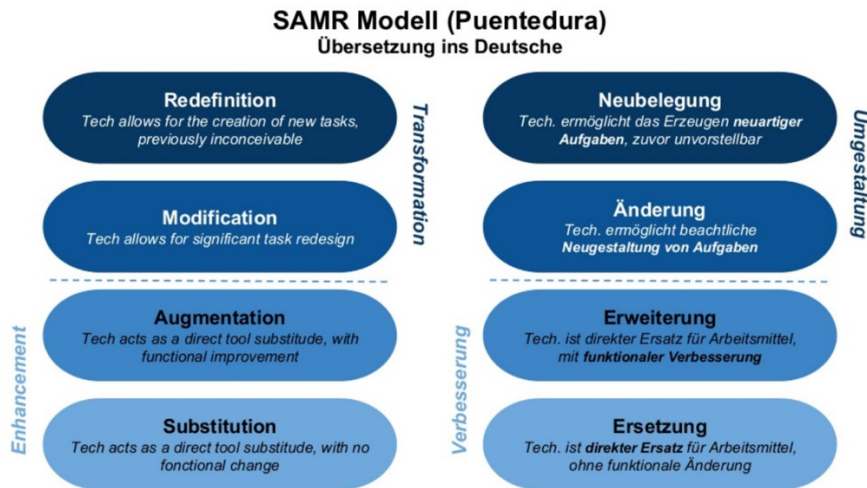 SAMR Modell (Puentedura)
Übersetzung ins Deutsche
Redefinition
Tech allows for the creation of new tasks,
previously inconceivable
Modification
Tech allows for significant task redesign
Transformation
Augmentation
Tech acts as a direct tool substitude, with
functional improvement
Substitution
Tech acts as a direct tool substitude, with no
fonctional change
Enhancement
Neubelegung
Tech. ermöglicht das Erzeugen neuartiger
Aufgaben, zuvor unvorstellbar
Änderung
Tech. ermöglicht beachtliche
Neugestaltung von Aufgaben
Umgestaltung
Erweiterung
Tech. ist direkter Ersatz für Arbeitsmittel,
mit funktionaler Verbesserung
Ersetzung
Tech. ist direkter Ersatz für Arbeitsmittel,
ohne funktionale Änderung
Verbesserung